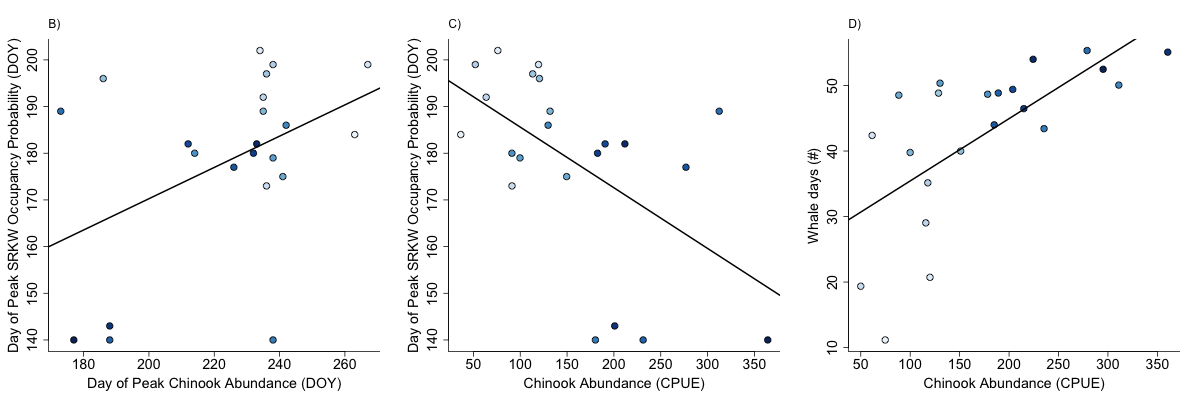 B)
Day of Peak SRKW Occupancy Probability (DOY)
200
190
180
170
160
150
140
180 200 220 240 260
Day of Peak Chinook Abundance (DOY)
C)
Day of Peak SRKW Occupancy Probability (DOY)
200
190
180
170
160
150
140
50 100 150 200 250 300 350
Chinook Abundance (CPUE)
D)
Whale days (#)
50
40
30
20
10
50 100 150 200 250 300 350
Chinook Abundance (CPUE)